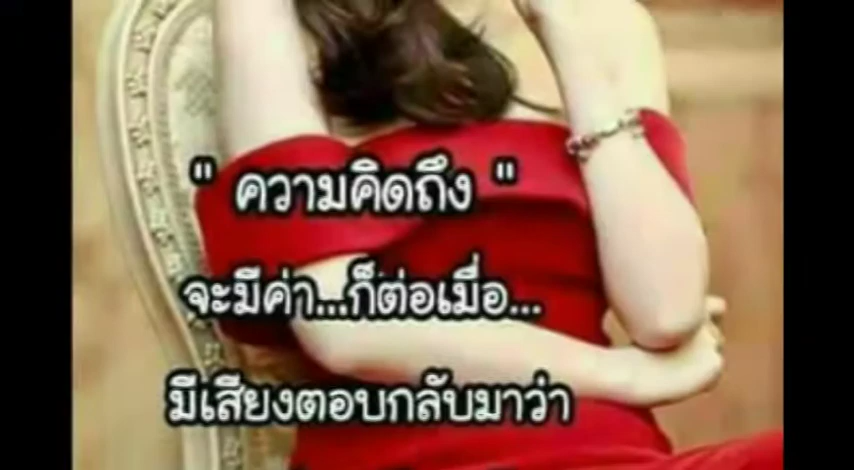 " ความคิดถึง "
จะมีค่า...ก็ต่อเมื่อ...
มีเสียงตอบกลับมาว่า